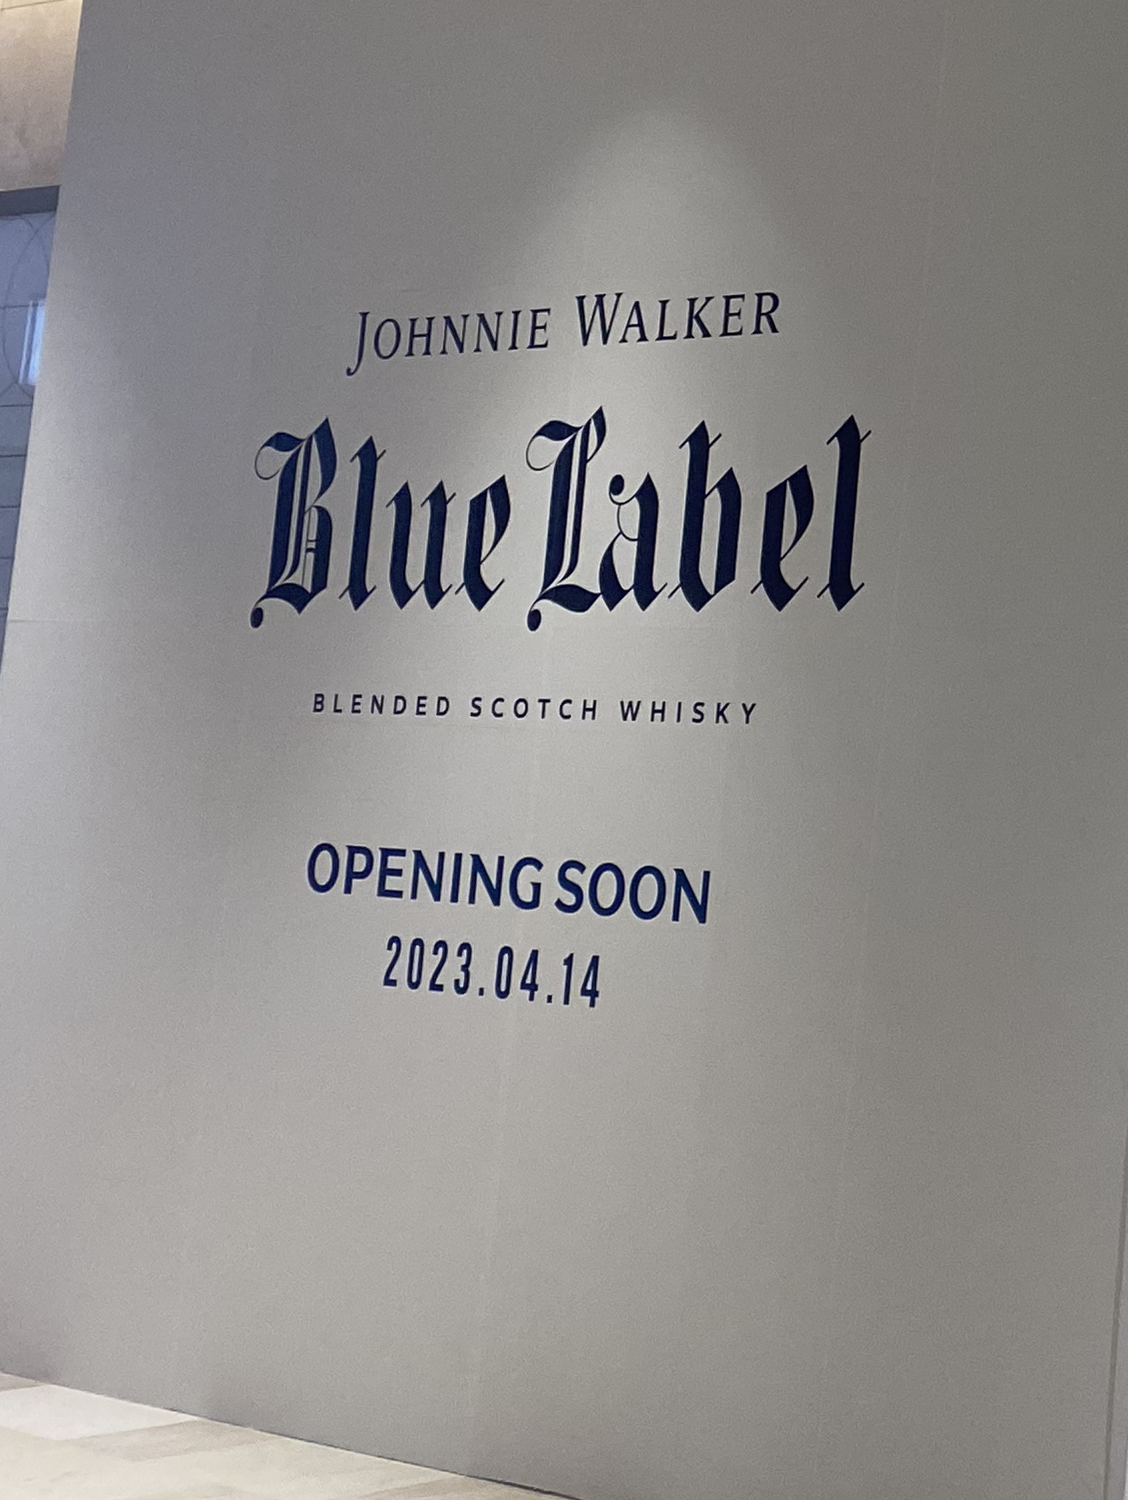 JOHNNIE WALKER
Blue Label
BLENDED SCOTCH WHISKY
OPENING SOON
2023.04.14